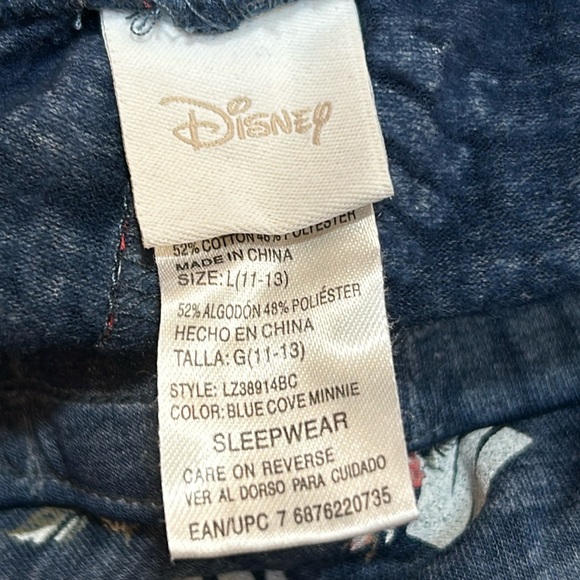 Disney
52% COTTON 48% POLYESTER
MADE IN CHINA
SIZE: L(11-13)
52% ALGODÓN 48% POLIÉSTER
HECHO EN CHINA
TALLA: G(11-13)
STYLE: LZ38914BC
COLOR: BLUE COVE MINNIE
SLEEPWEAR
CARE ON REVERSE
VER AL DORSO PARA CUIDADO
EAN/UPC 7 6876220735